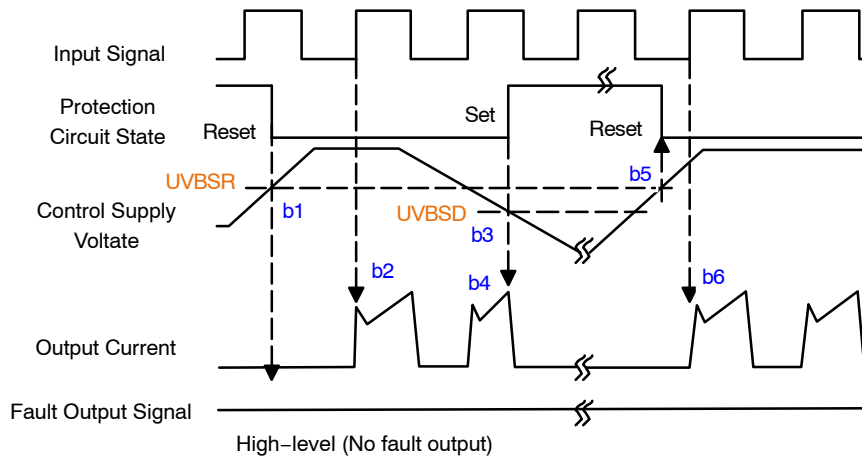 Input Signal
Protection
Circuit State
Reset
Set
Reset
UVBSR
b5
Control Supply
Voltate
b1
UVBSD
b3
b2
b4
b6
Output Current
Fault Output Signal
High−level (No fault output)